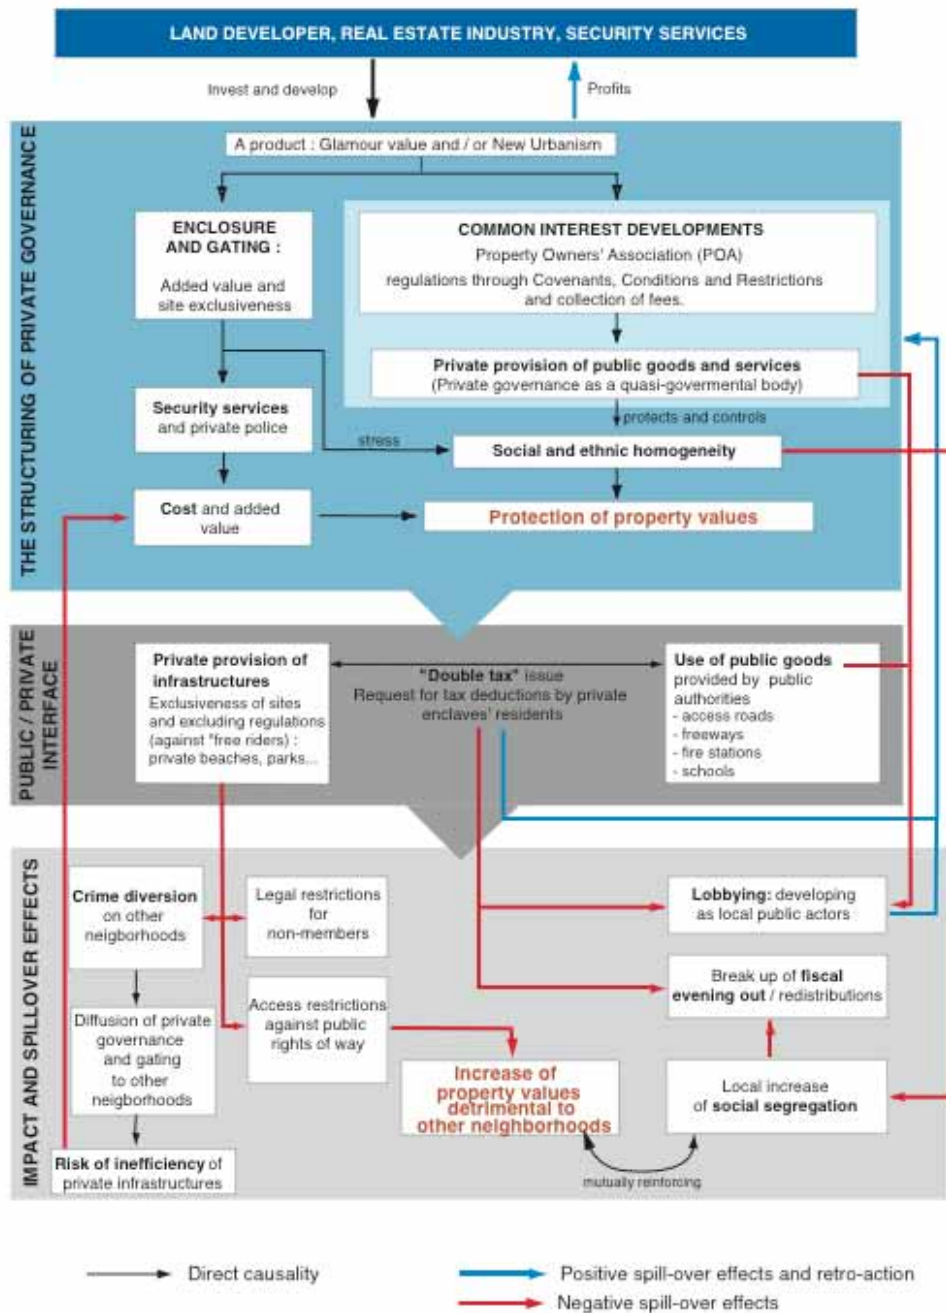 LAND DEVELOPER, REAL ESTATE INDUSTRY, SECURITY SERVICES
Invest and develop
Profits
THE STRUCTURING OF PRIVATE GOVERNANCE
A product : Glamour value and / or New Urbanism
ENCLOSURE
AND GATING :
Added value and
site exclusiveness
COMMON INTEREST DEVELOPMENTS
Property Owners' Association (POA)
regulations through Covenants, Conditions and Restrictions
and collection of fees.
Private provision of public goods and services
(Private governance as a quasi-govermental body)
Security services
and private police
protects and controls
stress
Social and ethnic homogeneity
Cost and added
value
Protection of property values
PUBLIC / PRIVATE
INTERFACE
Private provision of
infrastructures
Exclusiveness of sites
and excluding regulations
(against "free riders) :
private beaches, parks...
"Double tax" issue
Request for tax deductions by private
enclaves' residents
Use of public goods
provided by .public
authorities
- access roads
- freeways
- fire stations
- schools
IMPACT AND SPILLOVER EFFECTS
Crime diversion
on other
neigborhoods
Legal restrictions
for
non-members
Lobbying: developing
as local public actors
Break up of fiscal
evening out / redistributions
Diffusion of private
governance
and gating
to other
neighborhoods
Access restrictions
against public
rights of way
Increase of
property values
detrimental to
other neighborhoods
Local increase
of social segregation
Risk of inefficiency of
private infrastructures
mutually reinforcing
Direct causality
Positive spill-over effects and retro-action
Negative spill-over effects